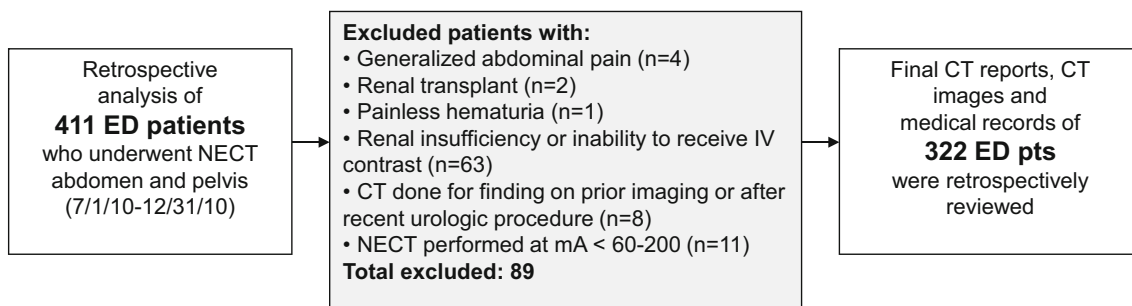 Retrospective
analysis of
411 ED patients
who underwent NECT
abdomen and pelvis
(7/1/10-12/31/10)
Excluded patients with:
• Generalized abdominal pain (n=4)
• Renal transplant (n=2)
• Painless hematuria (n=1)
• Renal insufficiency or inability to receive IV
contrast (n=63)
• CT done for finding on prior imaging or after
recent urologic procedure (n=8)
• NECT performed at mA < 60-200 (n=11)
Total excluded: 89
Final CT reports, CT
images and
medical records of
322 ED pts
were retrospectively
reviewed